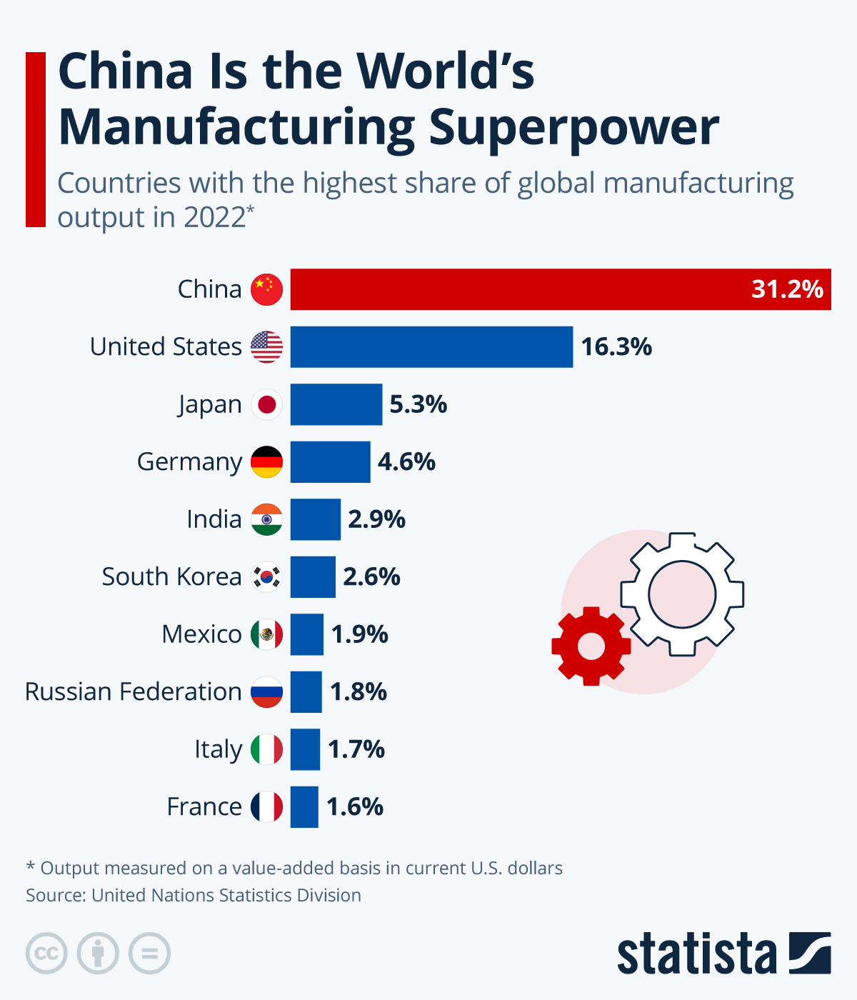 China Is the World’s
Manufacturing Superpower
Countries with the highest share of global manufacturing
output in 2022*
China 31.2%
United States 16.3%
Japan 5.3%
Germany 4.6%
India 2.9%
South Korea 2.6%
Mexico 1.9%
Russian Federation 1.8%
Italy 1.7%
France 1.6%
* Output measured on a value-added basis in current U.S. dollars
Source: United Nations Statistics Division
cc
statista